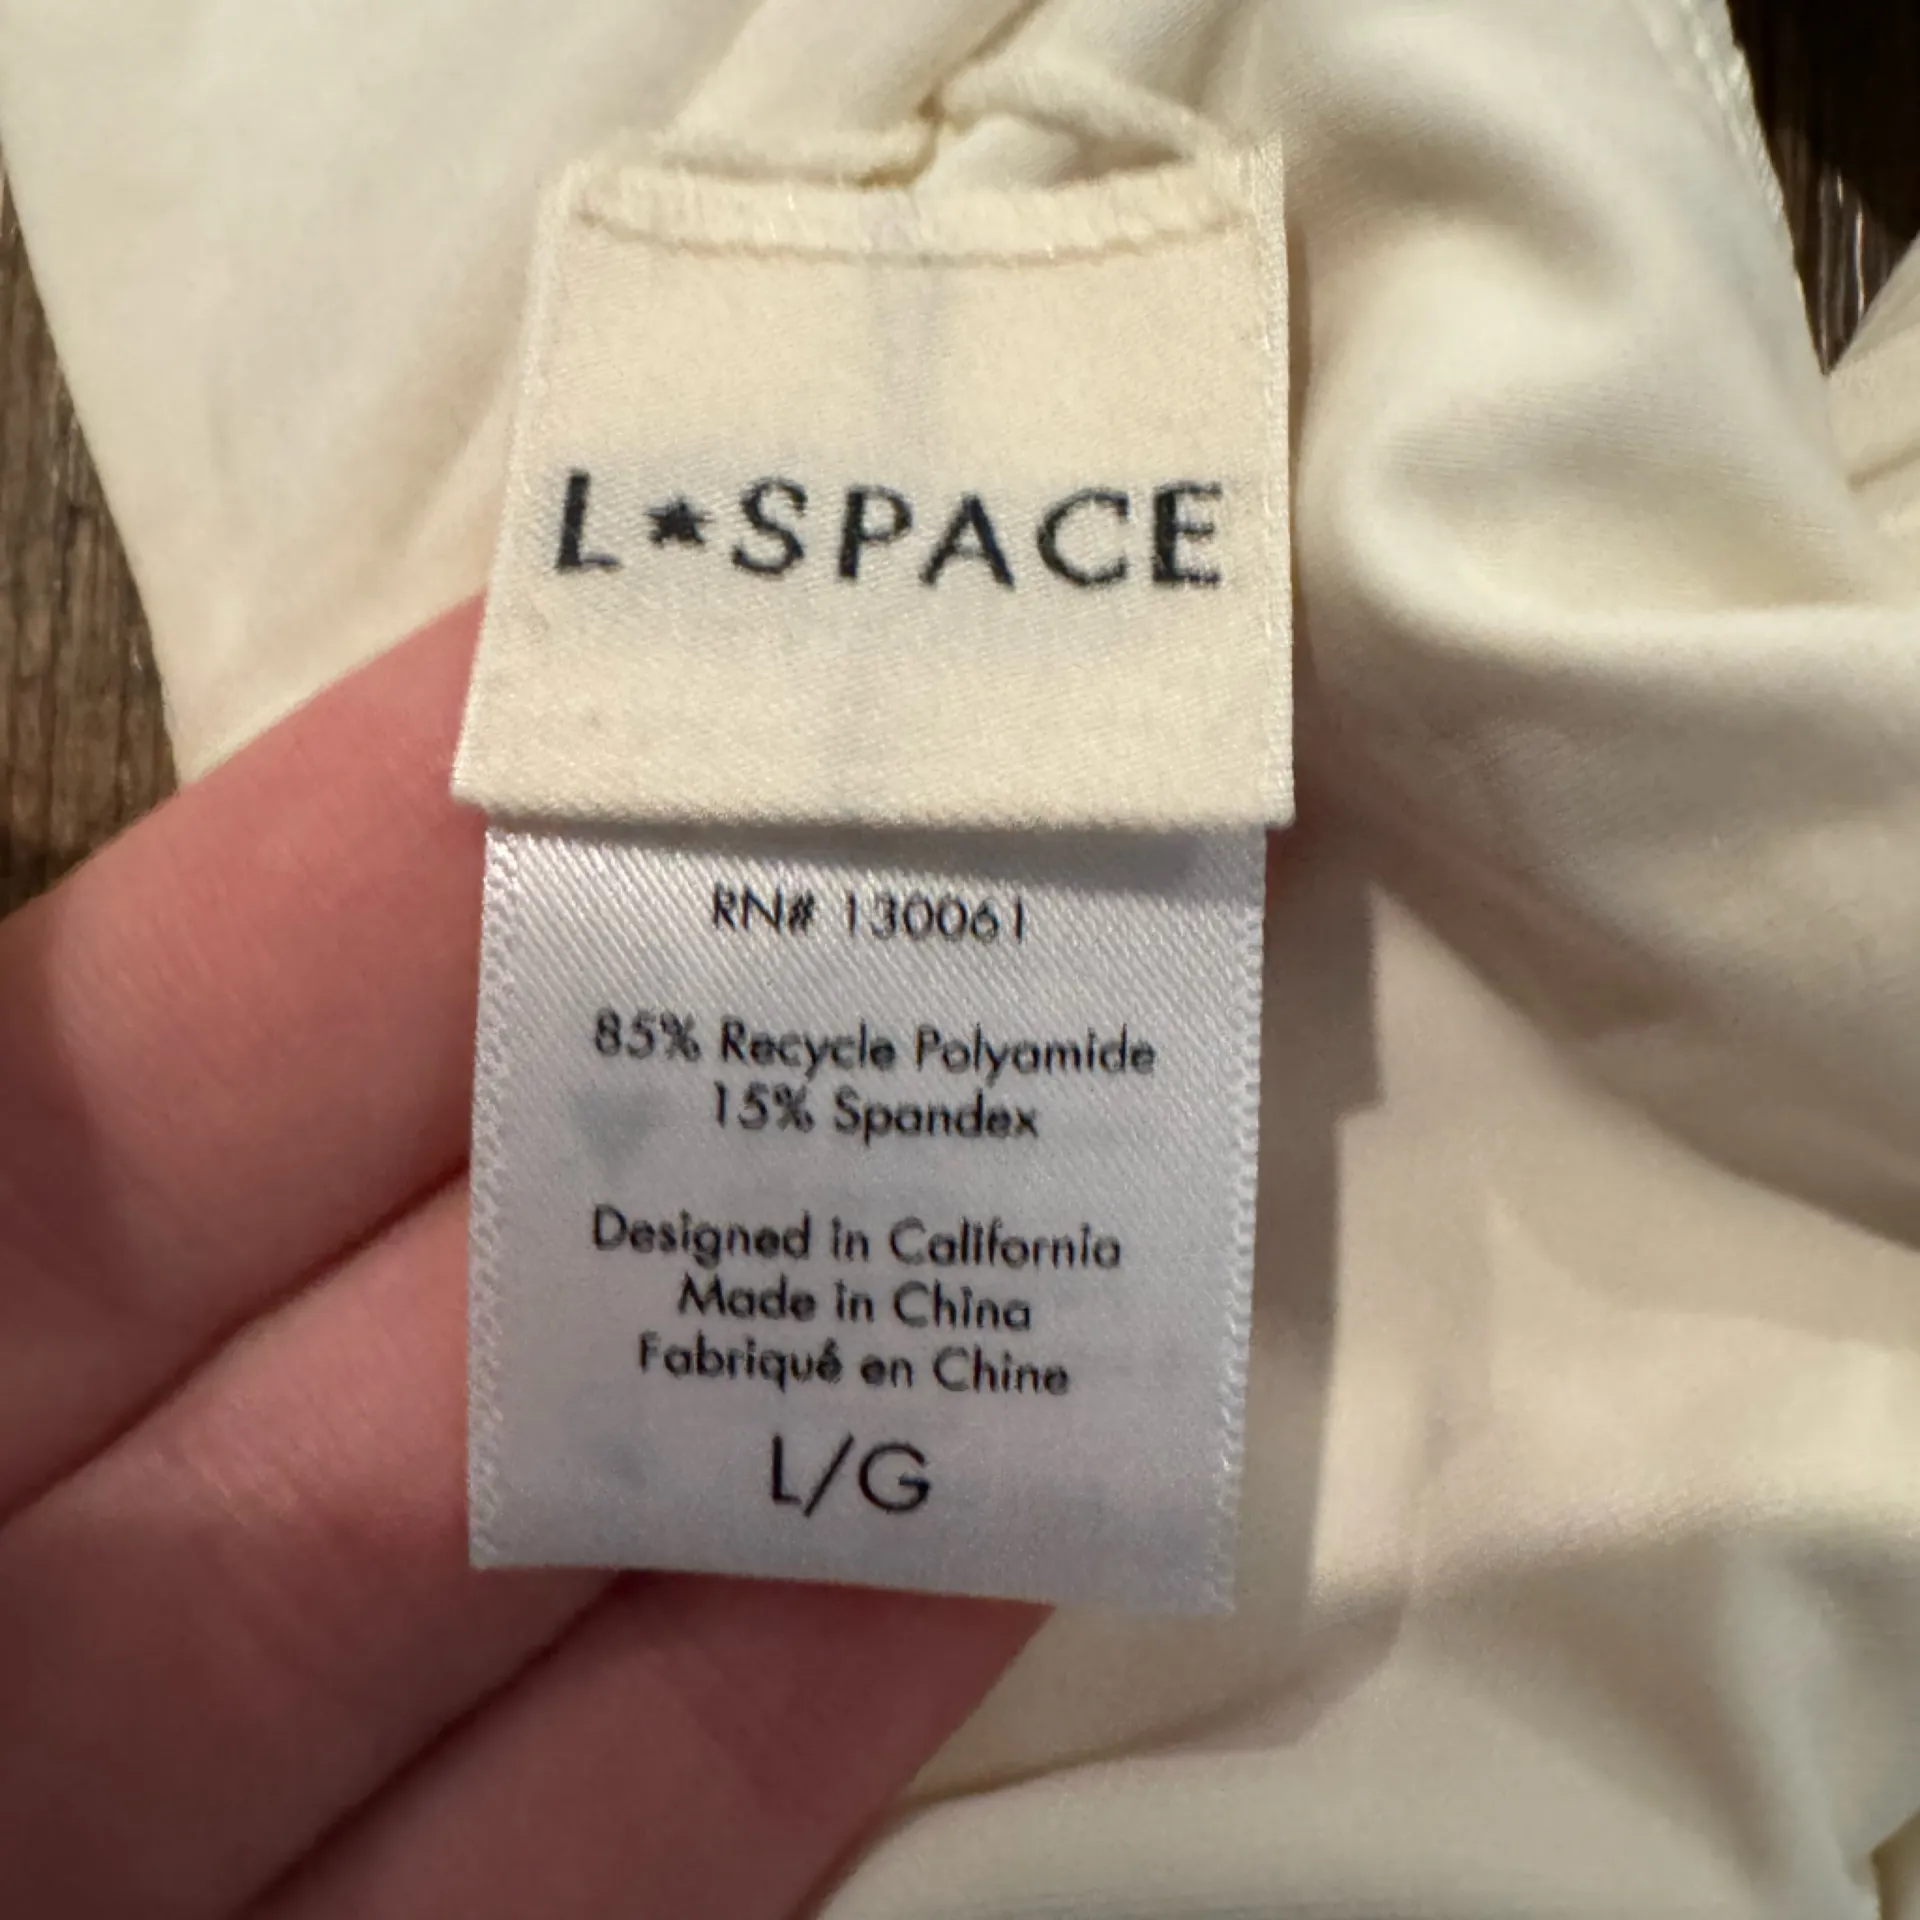 L★SPACE
RN# 130061
85% Recycle Polyamide
15% Spandex
Designed in California
Made in China
Fabriqué en Chine
L/G